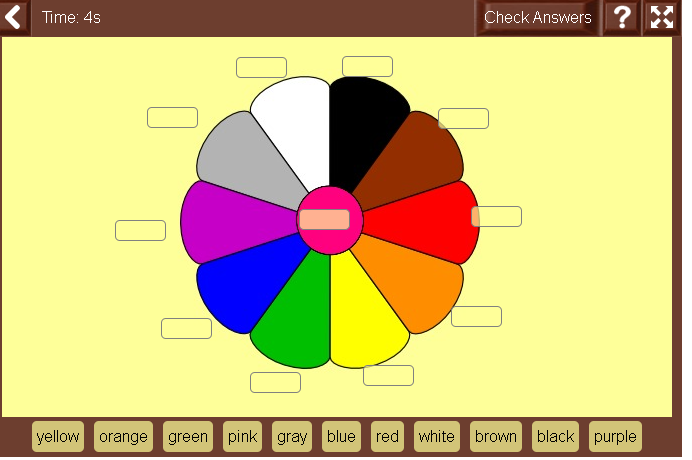 Time: 4s
Check Answers
?
yellow orange green pink gray blue red white brown black purple